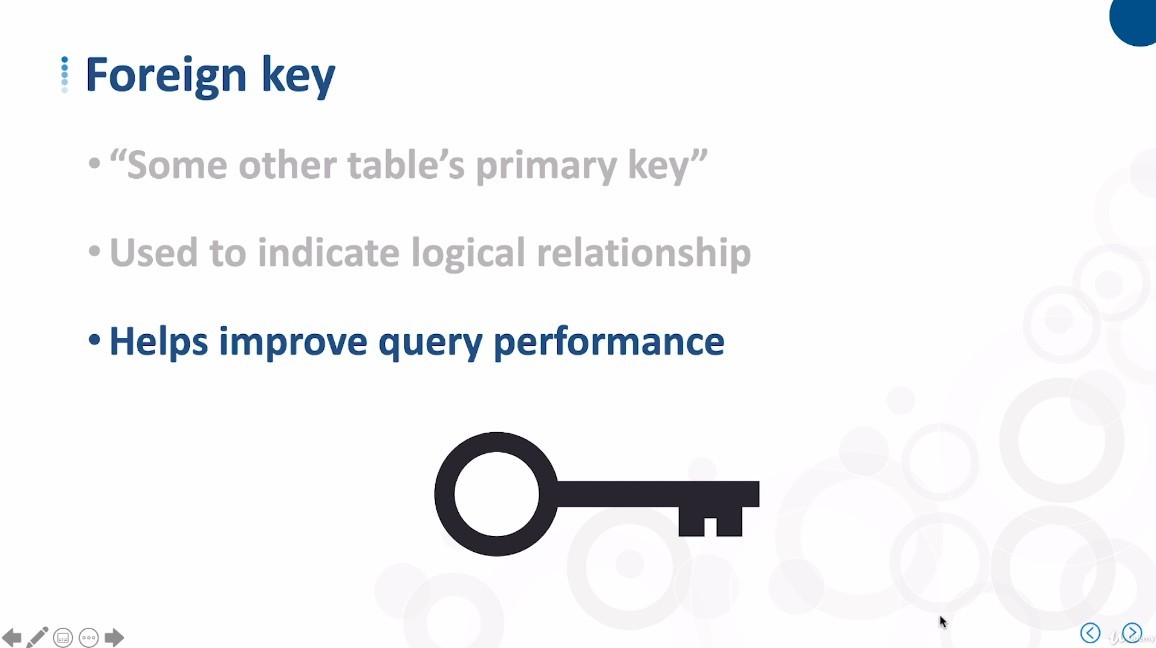 Foreign key
• “Some other table’s primary key”
• Used to indicate logical relationship
• Helps improve query performance